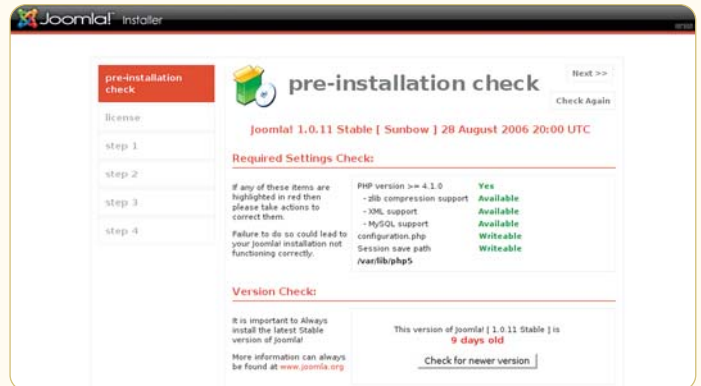 Joomla! Installer
pre-installation check
license
step 1
step 2
step 3
step 4
pre-installation check
Next >>
Check Again
Joomla! 1.0.11 Stable [ Sunbow ] 28 August 2006 20:00 UTC
Required Settings Check:
If any of these items are
highlighted in red then
please take actions to
correct them.
Failure to do so could lead to
your Joomla! installation not
functioning correctly.
PHP version >= 4.1.0 Yes
- zlib compression support Available
- XML support Available
- MySQL support Available
configuration.php Writeable
Session save path Writeable
/var/lib/php5
Version Check:
It is important to Always
install the latest Stable
version of Joomla!
More information can always
be found at www.joomla.org
This version of Joomla! [ 1.0.11 Stable ] is
9 days old
Check for newer version